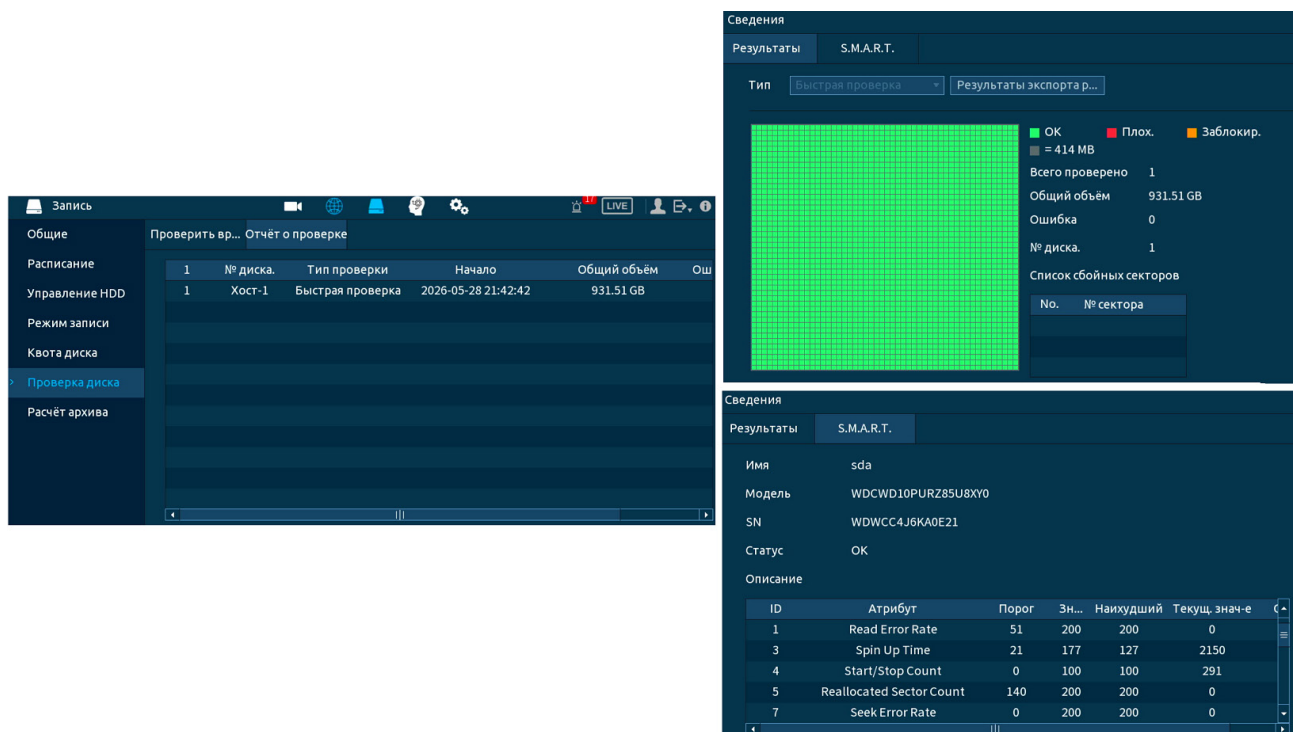 Запись
17
LIVE
Общие
Расписание
Управление HDD
Режим записи
Квота диска
Проверка диска
Расчёт архива
Проверить вр... Отчёт о проверке
1 № диска. Тип проверки Начало Общий объём Ош
1 Хост-1 Быстрая проверка 2026-05-28 21:42:42 931.51 GB
Сведения
Результаты S.M.A.R.T.
Тип Быстрая проверка Результаты экспорта р...
OK Плох. Заблокир.
= 414 MB
Всего проверено 1
Общий объём 931.51 GB
Ошибка 0
№ диска. 1
Список сбойных секторов
No. № сектора
Сведения
Результаты S.M.A.R.T.
Имя sda
Модель WDCWD10PURZ85U8XY0
SN WDWCC4J6KA0E21
Статус OK
Описание
ID Атрибут Порог Зн... Наихудший Текущ. знач-е
1 Read Error Rate 51 200 200 0
3 Spin Up Time 21 177 127 2150
4 Start/Stop Count 0 100 100 291
5 Reallocated Sector Count 140 200 200 0
7 Seek Error Rate 0 200 200 0